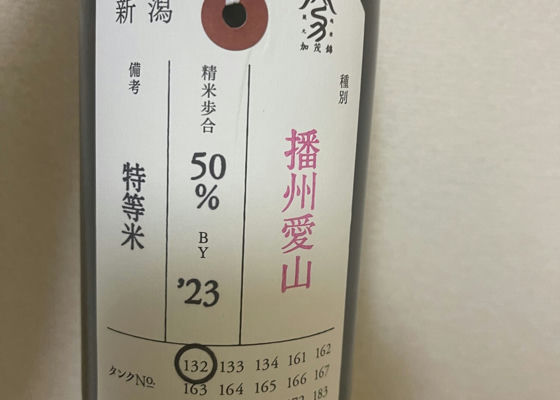 新潟
加茂錦
種別
播州愛山
精米歩合
50
%
BY
'23
備考
特等米
タンクNo.
132 133 134 161 162
163 164 165 166 167
183